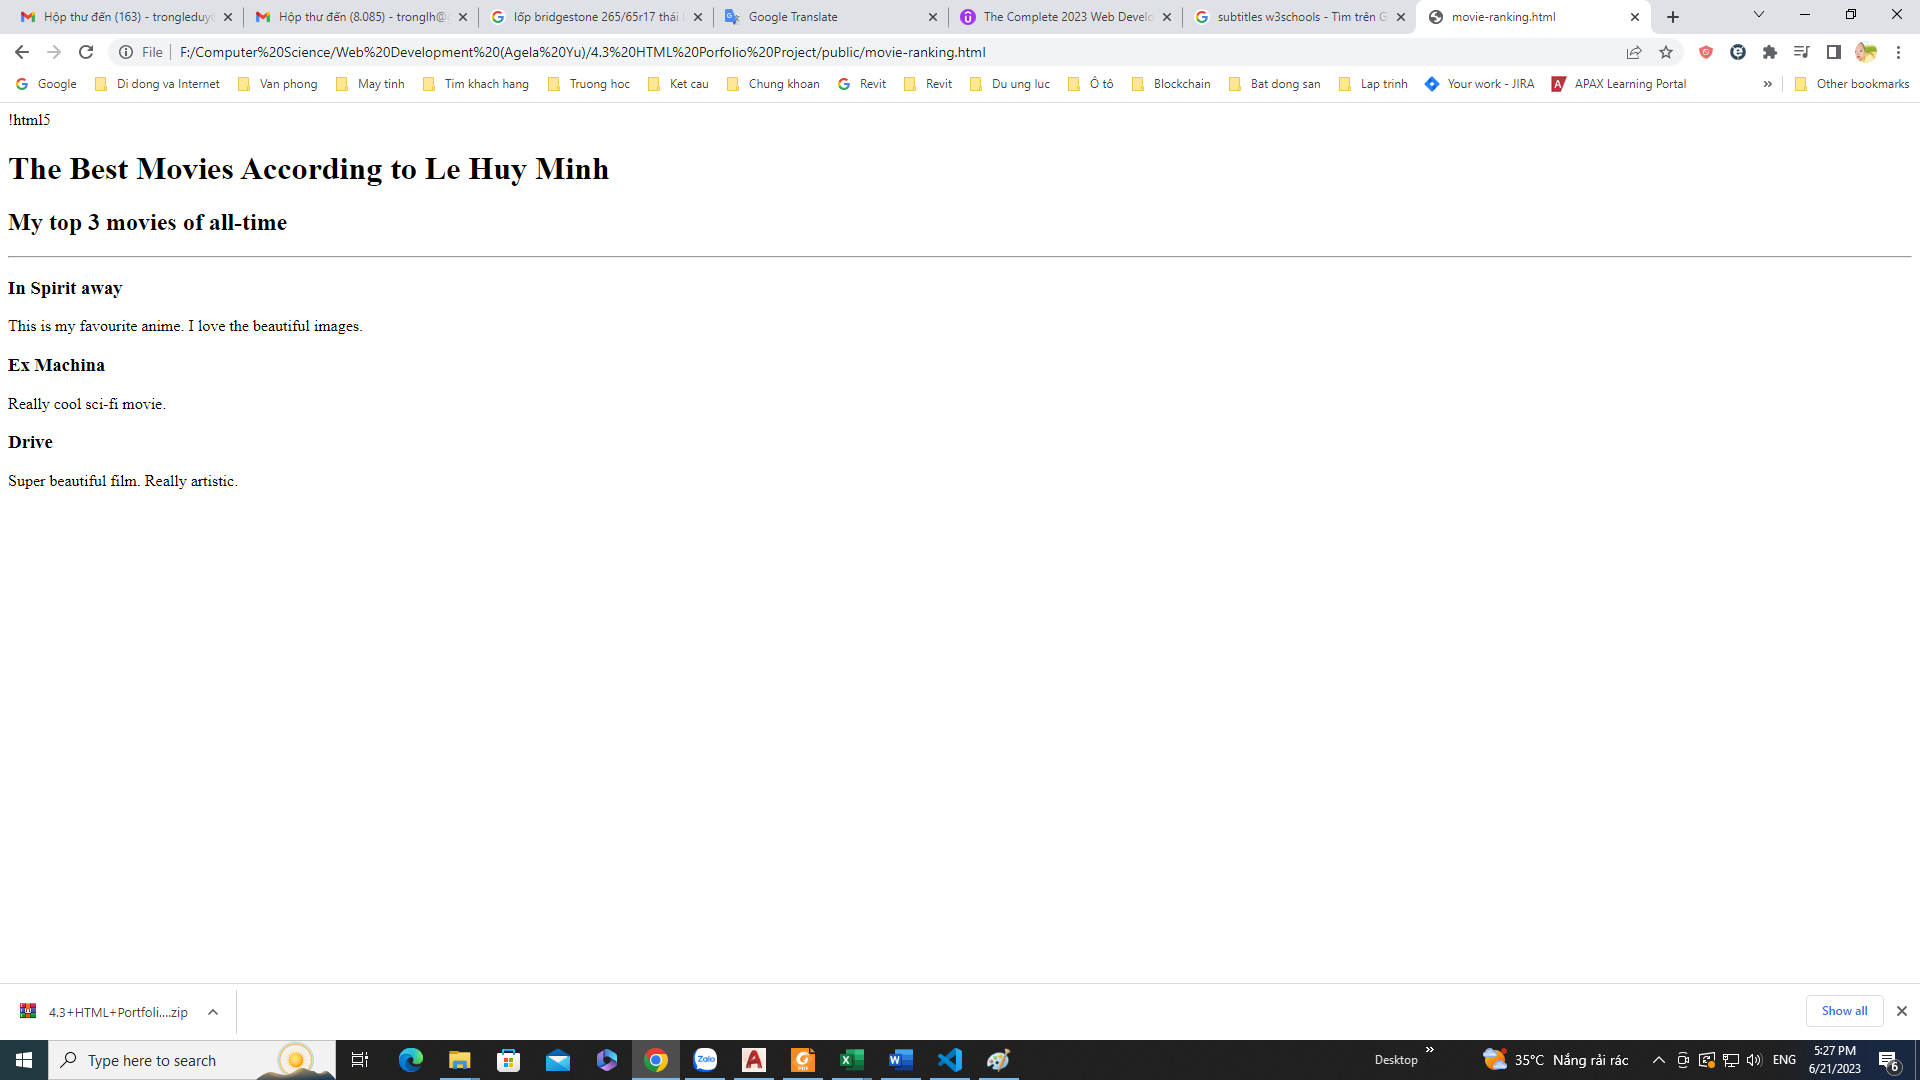 Hộp thư đến (163) - trongleduy
Hộp thư đến (8.085) - tronglh@
lốp bridgestone 265/65r17 thái
Google Translate
The Complete 2023 Web Develo
subtitles w3schools - Tìm trên G
movie-ranking.html
File
F:/Computer%20Science/Web%20Development%20(Agela%20Yu)/4.3%20HTML%20Porfolio%20Project/public/movie-ranking.html
Google
Di dong va Internet
Van phong
May tinh
Tim khach hang
Truong hoc
Ket cau
Chung khoan
Revit
Revit
Du ung luc
Ô tô
Blockchain
Bat dong san
Lap trinh
Your work - JIRA
APAX Learning Portal
»
Other bookmarks
!html5
The Best Movies According to Le Huy Minh
My top 3 movies of all-time
In Spirit away
This is my favourite anime. I love the beautiful images.
Ex Machina
Really cool sci-fi movie.
Drive
Super beautiful film. Really artistic.
4.3+HTML+Portfoli....zip
Show all
Type here to search
Zalo
Desktop
»
35°C Nắng rải rác
ENG
5:27 PM
6/21/2023
6